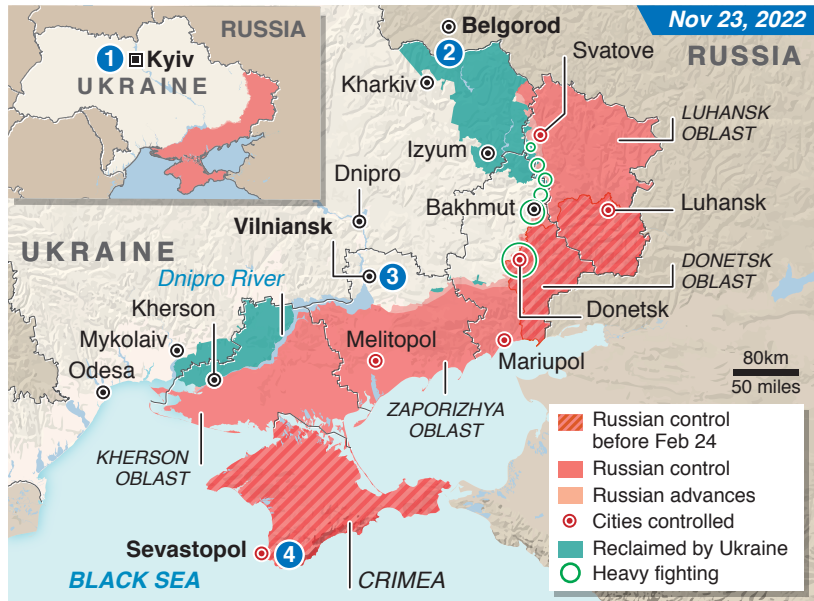 Nov 23, 2022
RUSSIA
1
Kyiv
UKRAINE
Belgorod
2
Svatove
RUSSIA
Kharkiv
LUHANSK
OBLAST
Izyum
Dnipro
Bakhmut
Luhansk
Vilniansk
UKRAINE
3
DONETSK
OBLAST
Dnipro River
Kherson
Donetsk
Mykolaiv
Melitopol
Mariupol
Odesa
80km
50 miles
ZAPORIZHYA
OBLAST
KHERSON
OBLAST
Sevastopol
4
BLACK SEA
CRIMEA
Russian control
before Feb 24
Russian control
Russian advances
Cities controlled
Reclaimed by Ukraine
Heavy fighting